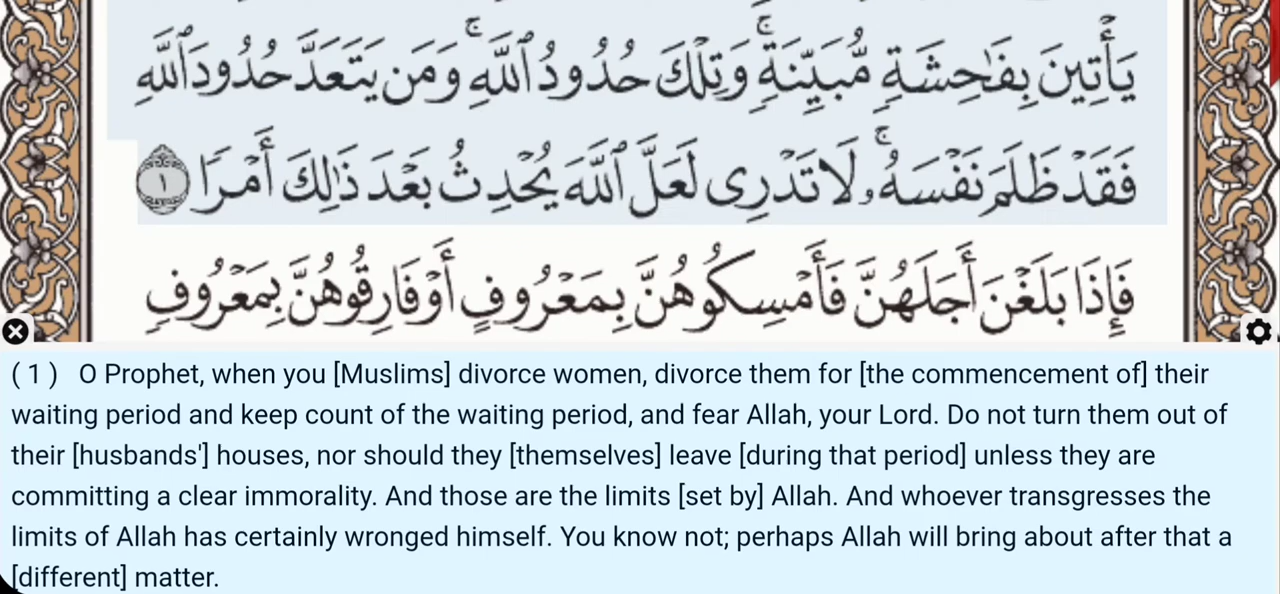 يَأۡتِينَ بِفَٰحِشَةٖ مُّبَيِّنَةٖۚ وَتِلۡكَ حُدُودُ ٱللَّهِۚ وَمَن يَتَعَدَّ حُدُودَ ٱللَّهِ
فَقَدۡ ظَلَمَ نَفۡسَهُۥۚ لَا تَدۡرِي لَعَلَّ ٱللَّهَ يُحۡدِثُ بَعۡدَ ذَٰلِكَ أَمۡرٗا ١
فَإِذَا بَلَغۡنَ أَجَلَهُنَّ فَأَمۡسِكُوهُنَّ بِمَعۡرُوفٍ أَوۡ فَارِقُوهُنَّ بِمَعۡرُوفٖ
( 1 ) O Prophet, when you [Muslims] divorce women, divorce them for [the commencement of] their
waiting period and keep count of the waiting period, and fear Allah, your Lord. Do not turn them out of
their [husbands'] houses, nor should they [themselves] leave [during that period] unless they are
committing a clear immorality. And those are the limits [set by] Allah. And whoever transgresses the
limits of Allah has certainly wronged himself. You know not; perhaps Allah will bring about after that a
[different] matter.